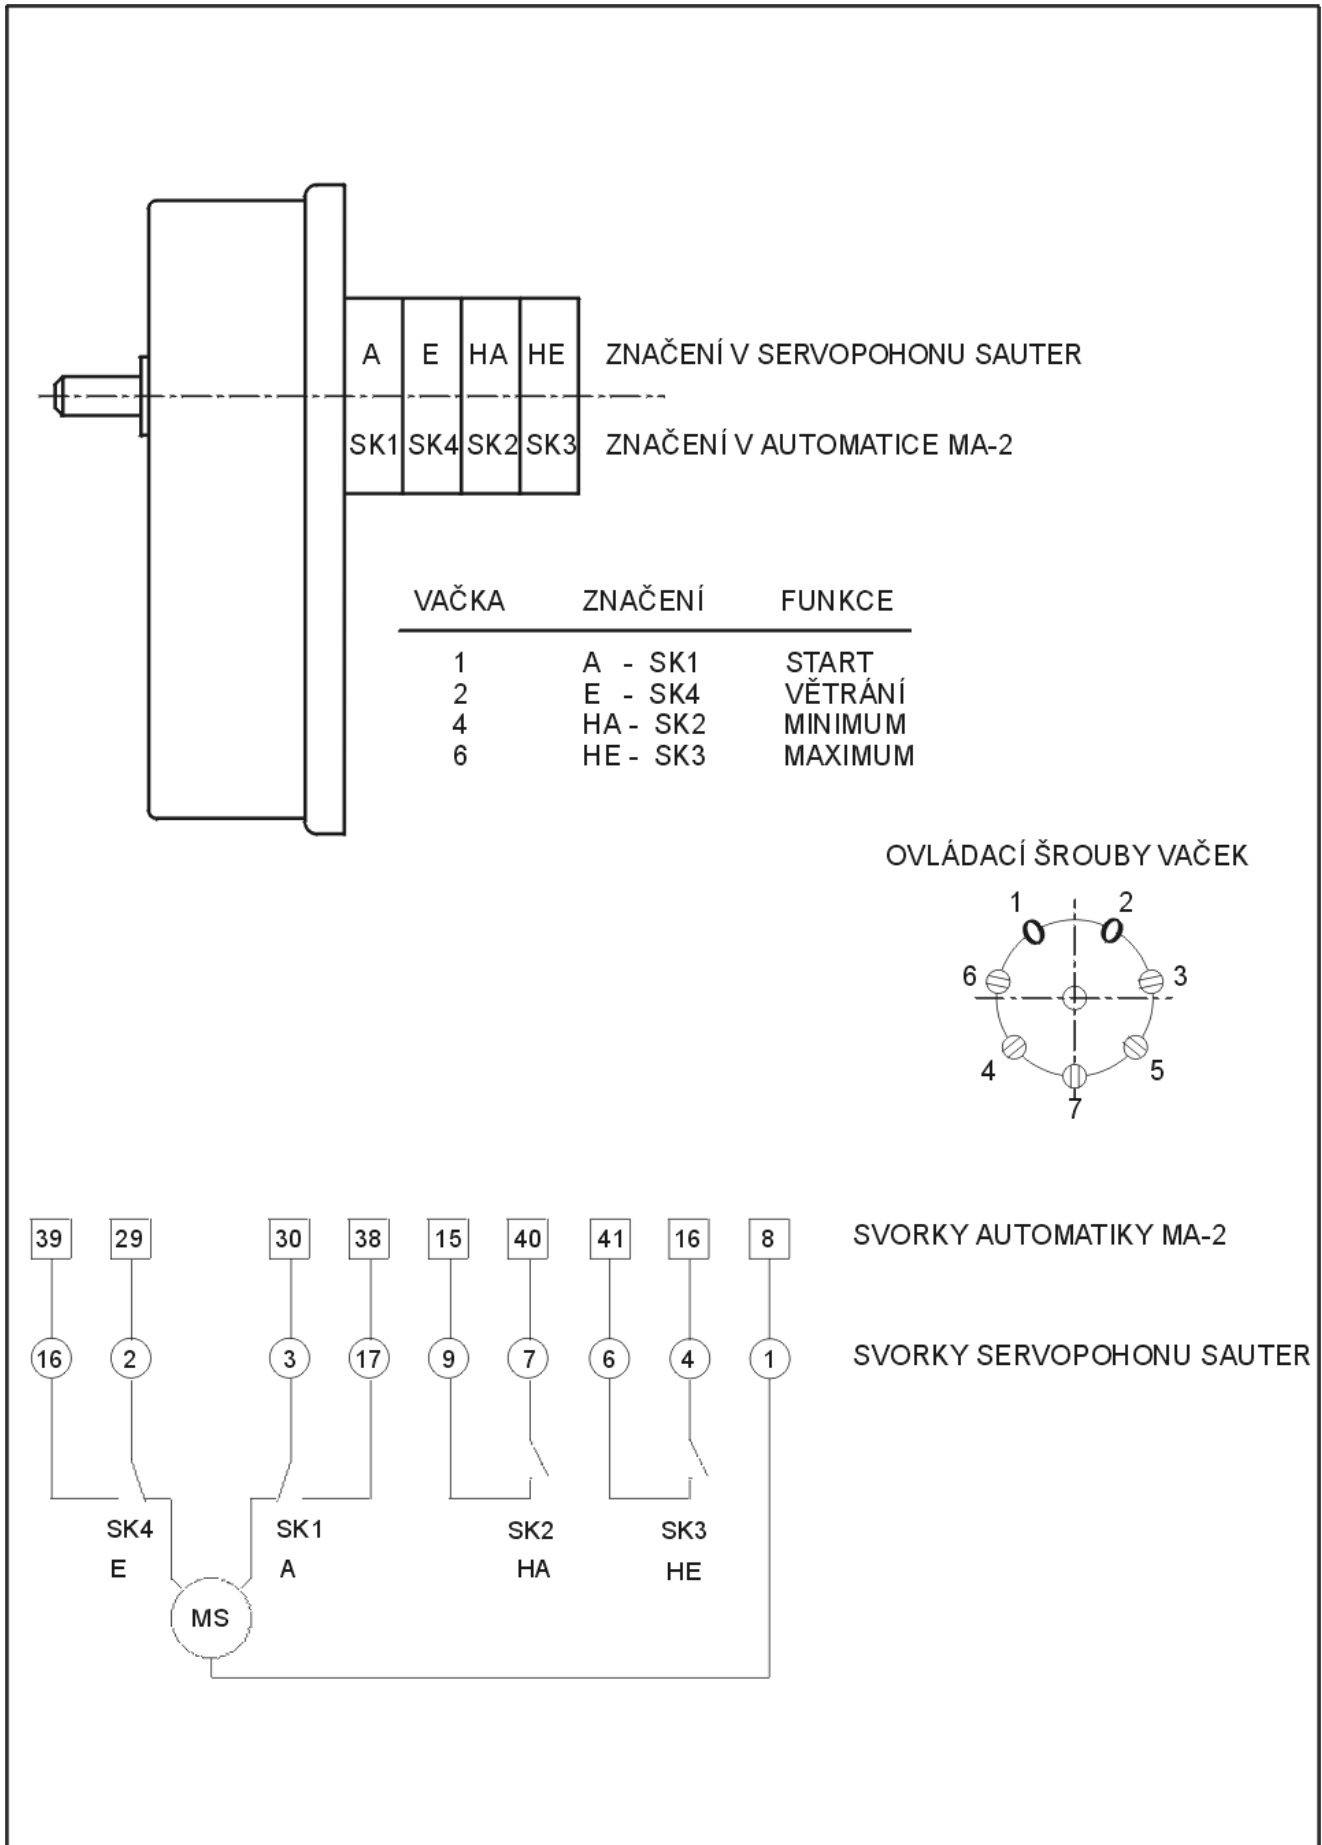 A E HA HE ZNAČENÍ V SERVOPOHONU SAUTER
SK1 SK4 SK2 SK3 ZNAČENÍ V AUTOMATICE MA-2
VAČKA ZNAČENÍ FUNKCE
1 A - SK1 START
2 E - SK4 VĚTRÁNÍ
4 HA - SK2 MINIMUM
6 HE - SK3 MAXIMUM
OVLÁDACÍ ŠROUBY VAČEK
1 2
6 3
4 5
7
39 29 30 38 15 40 41 16 8 SVORKY AUTOMATIKY MA-2
16 2 3 17 9 7 6 4 1 SVORKY SERVOPOHONU SAUTER
SK4 SK1 SK2 SK3
E A HA HE
MS